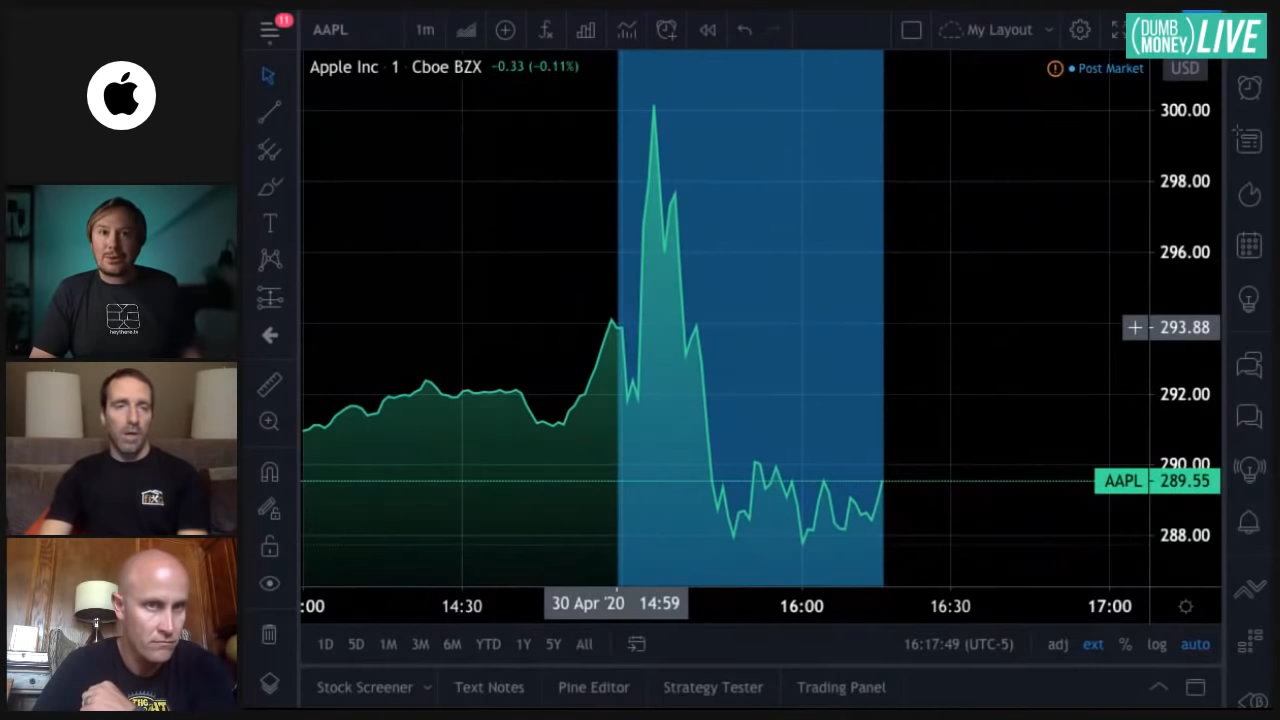 11
AAPL
1m
My Layout
(DUMB MONEY) LIVE
Apple Inc · 1 · Cboe BZX −0.33 (−0.11%)
Post Market
USD
300.00
298.00
296.00
293.88
292.00
290.00
AAPL 289.55
288.00
:00
14:30
30 Apr '20 14:59
16:00
16:30
17:00
1D 5D 1M 3M 6M YTD 1Y 5Y All
16:17:49 (UTC-5)
adj ext % log auto
Stock Screener
Text Notes
Pine Editor
Strategy Tester
Trading Panel
heythere.tv